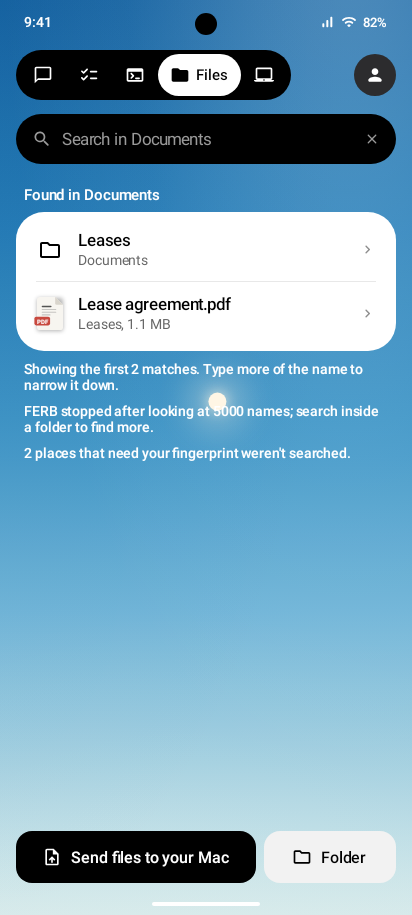 9:41
82%
Files
Search in Documents
Found in Documents
Leases
Documents
PDF
Lease agreement.pdf
Leases, 1.1 MB
Showing the first 2 matches. Type more of the name to
narrow it down.
FERB stopped after looking at 5000 names; search inside
a folder to find more.
2 places that need your fingerprint weren't searched.
Send files to your Mac
Folder